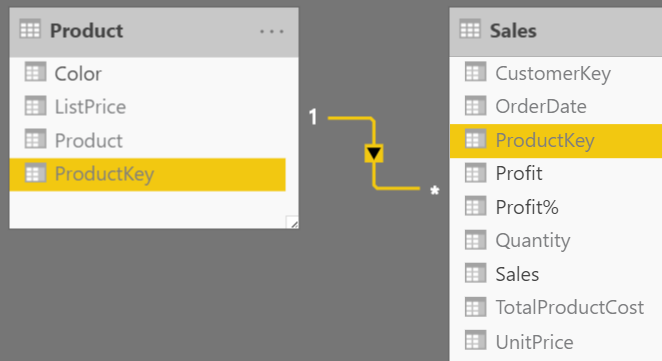 Product
Color
ListPrice
Product
ProductKey
1
*
Sales
CustomerKey
OrderDate
ProductKey
Profit
Profit%
Quantity
Sales
TotalProductCost
UnitPrice